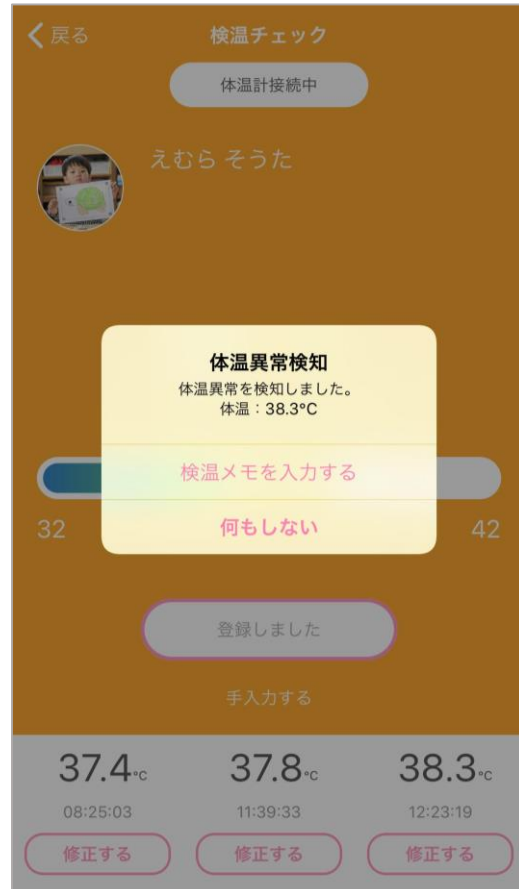 戻る
検温チェック
体温計接続中
えむら そうた
体温異常検知
体温異常を検知しました。
体温：38.3°C
検温メモを入力する
何もしない
32
42
登録しました
手入力する
37.4℃ 37.8℃ 38.3℃
08:25:03 11:39:33 12:23:19
修正する 修正する 修正する